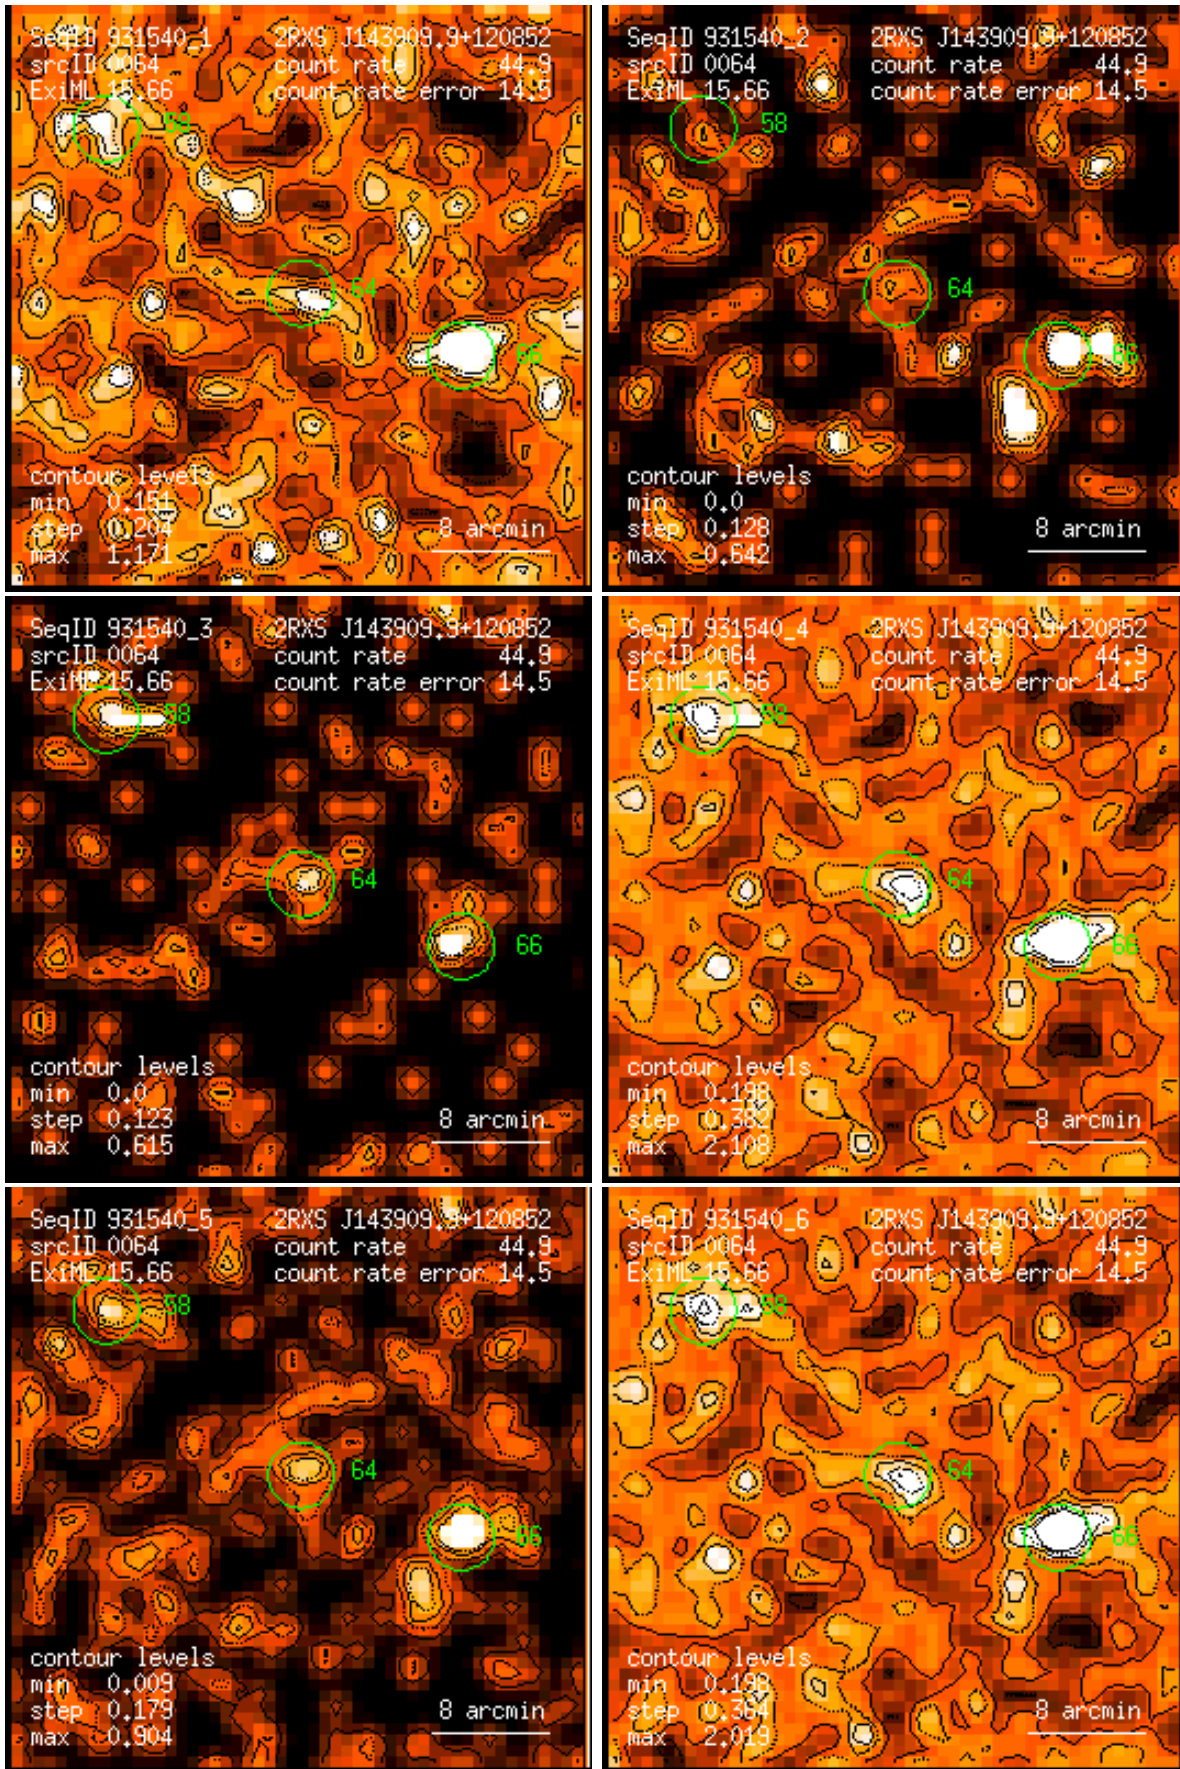 SeqID 931540_1 2RXS J143909.9+120852
srcID 0064 count rate 44.9
ExiML 15.66 count rate error 14.5
58
64
66
contour levels
min 0.151
step 0.204
max 1.171
8 arcmin
SeqID 931540_2 2RXS J143909.9+120852
srcID 0064 count rate 44.9
ExiML 15.66 count rate error 14.5
58
64
66
contour levels
min 0.0
step 0.128
max 0.642
8 arcmin
SeqID 931540_3 2RXS J143909.9+120852
srcID 0064 count rate 44.9
ExiML 15.66 count rate error 14.5
58
64
66
contour levels
min 0.0
step 0.123
max 0.615
8 arcmin
SeqID 931540_4 2RXS J143909.9+120852
srcID 0064 count rate 44.9
ExiML 15.66 count rate error 14.5
58
64
66
contour levels
min 0.198
step 0.382
max 2.108
8 arcmin
SeqID 931540_5 2RXS J143909.9+120852
srcID 0064 count rate 44.9
ExiML 15.66 count rate error 14.5
58
64
66
contour levels
min 0.009
step 0.179
max 0.904
8 arcmin
SeqID 931540_6 2RXS J143909.9+120852
srcID 0064 count rate 44.9
ExiML 15.66 count rate error 14.5
58
64
66
contour levels
min 0.198
step 0.364
max 2.019
8 arcmin